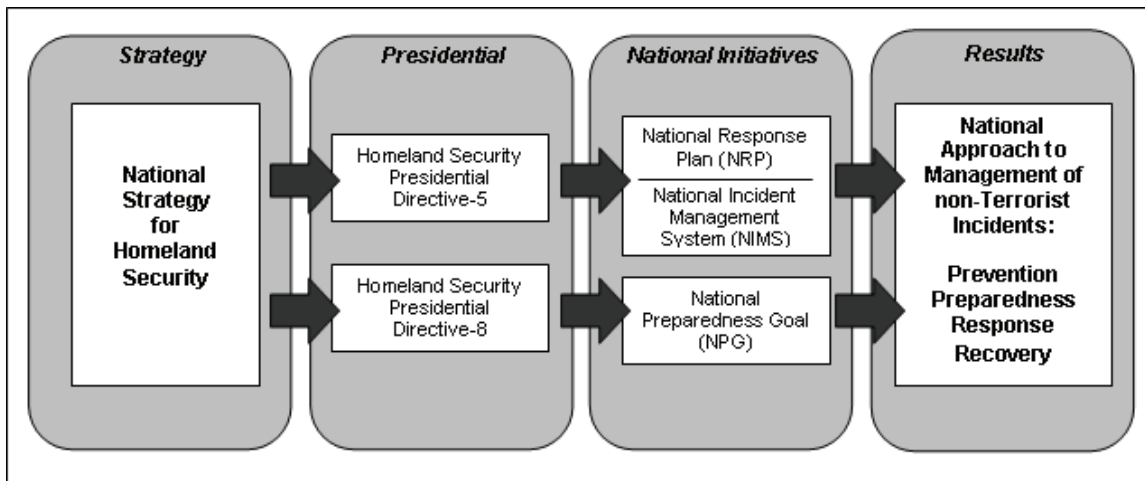 Strategy
National
Strategy
for
Homeland
Security
Presidential
Homeland Security
Presidential
Directive-5
Homeland Security
Presidential
Directive-8
National Initiatives
National Response
Plan (NRP)
National Incident
Management
System (NIMS)
National
Preparedness Goal
(NPG)
Results
National
Approach to
Management of
non-Terrorist
Incidents:
Prevention
Preparedness
Response
Recovery